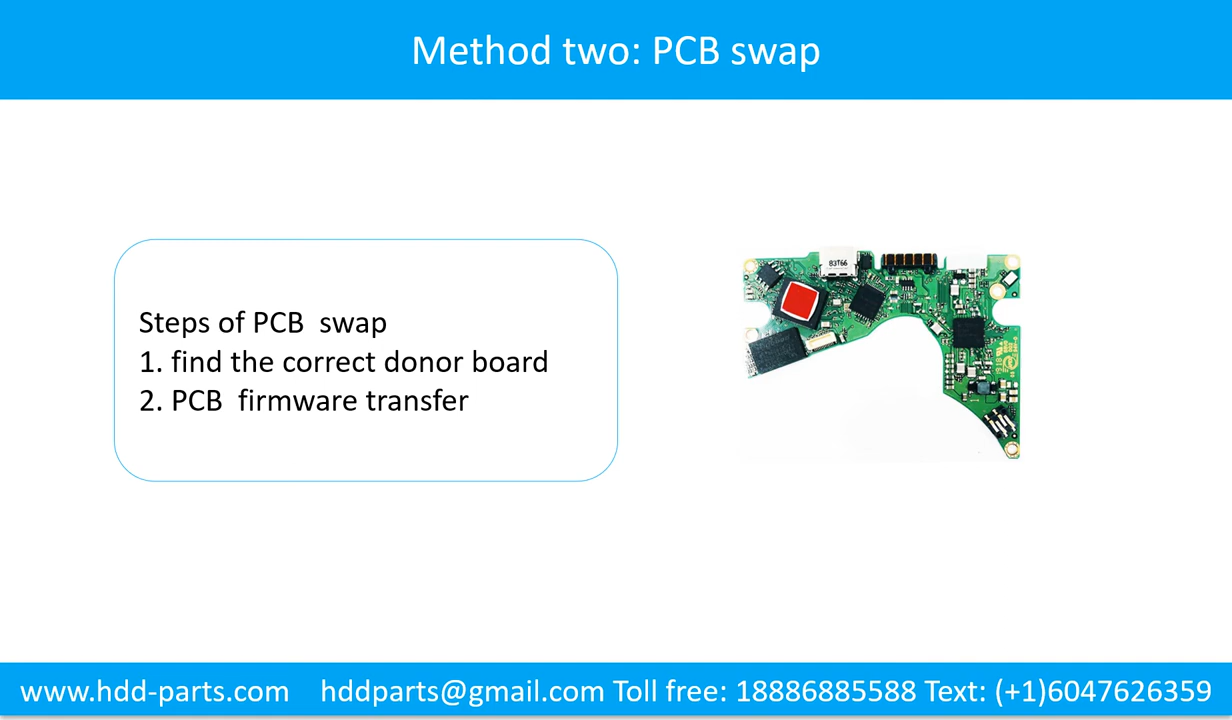 Method two: PCB swap
Steps of PCB  swap
1. find the correct donor board
2. PCB  firmware transfer
B3T66
www.hdd-parts.com    hddparts@gmail.com Toll free: 18886885588 Text: (+1)6047626359